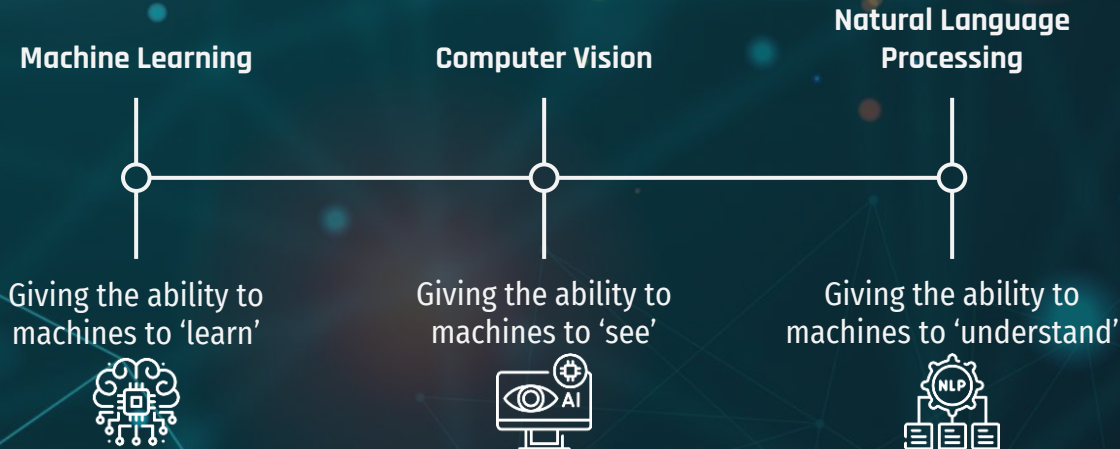 Machine Learning
Computer Vision
Natural Language
Processing
Giving the ability to
machines to ‘learn’
Giving the ability to
machines to ‘see’
Giving the ability to
machines to ‘understand’
AI
NLP